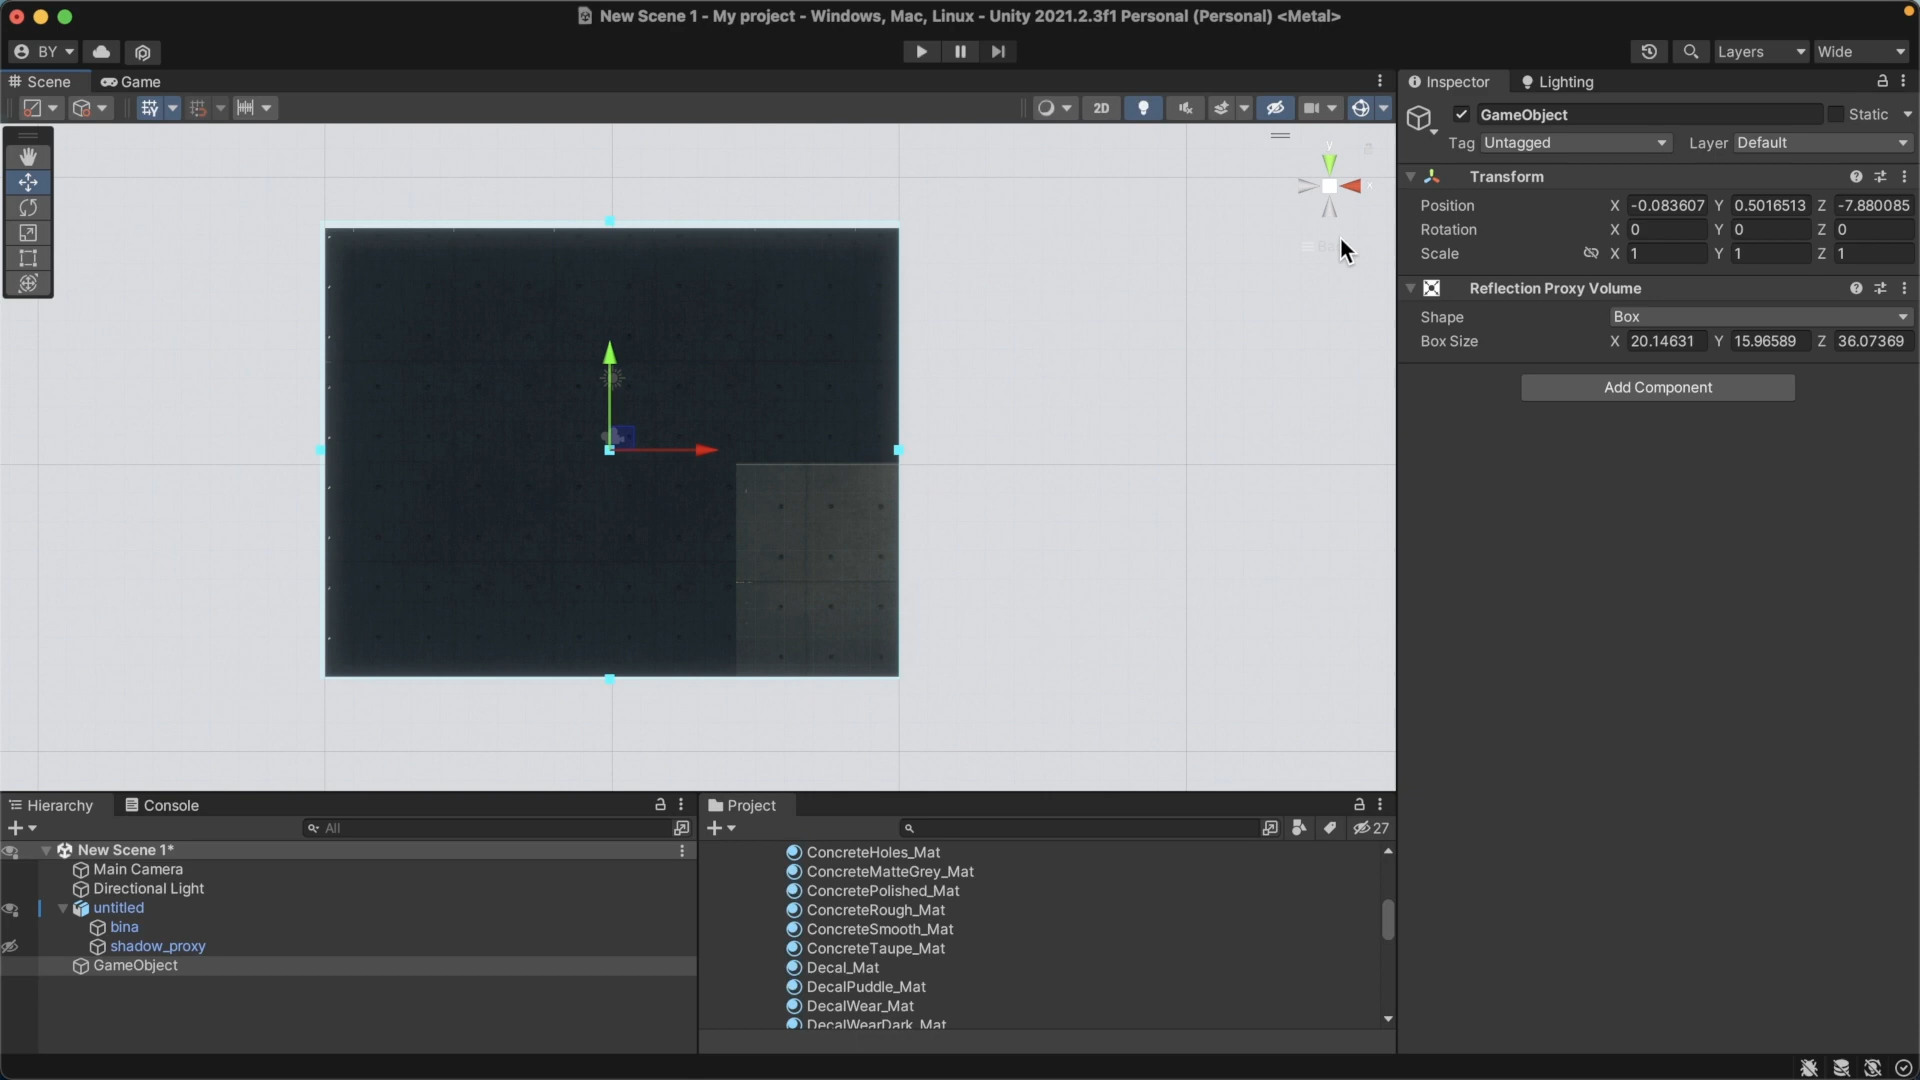 New Scene 1 - My project - Windows, Mac, Linux - Unity 2021.2.3f1 Personal (Personal) <Metal>
BY
Layers
Wide
Scene
Game
2D
y
x
Inspector
Lighting
GameObject
Static
Tag
Untagged
Layer
Default
Transform
Position X -0.083607 Y 0.5016513 Z -7.880085
Rotation X 0 Y 0 Z 0
Scale X 1 Y 1 Z 1
Reflection Proxy Volume
Shape Box
Box Size X 20.14631 Y 15.96589 Z 36.07369
Add Component
Hierarchy
Console
All
New Scene 1*
Main Camera
Directional Light
untitled
bina
shadow_proxy
GameObject
Project
27
ConcreteHoles_Mat
ConcreteMatteGrey_Mat
ConcretePolished_Mat
ConcreteRough_Mat
ConcreteSmooth_Mat
ConcreteTaupe_Mat
Decal_Mat
DecalPuddle_Mat
DecalWear_Mat
DecalWearDark_Mat